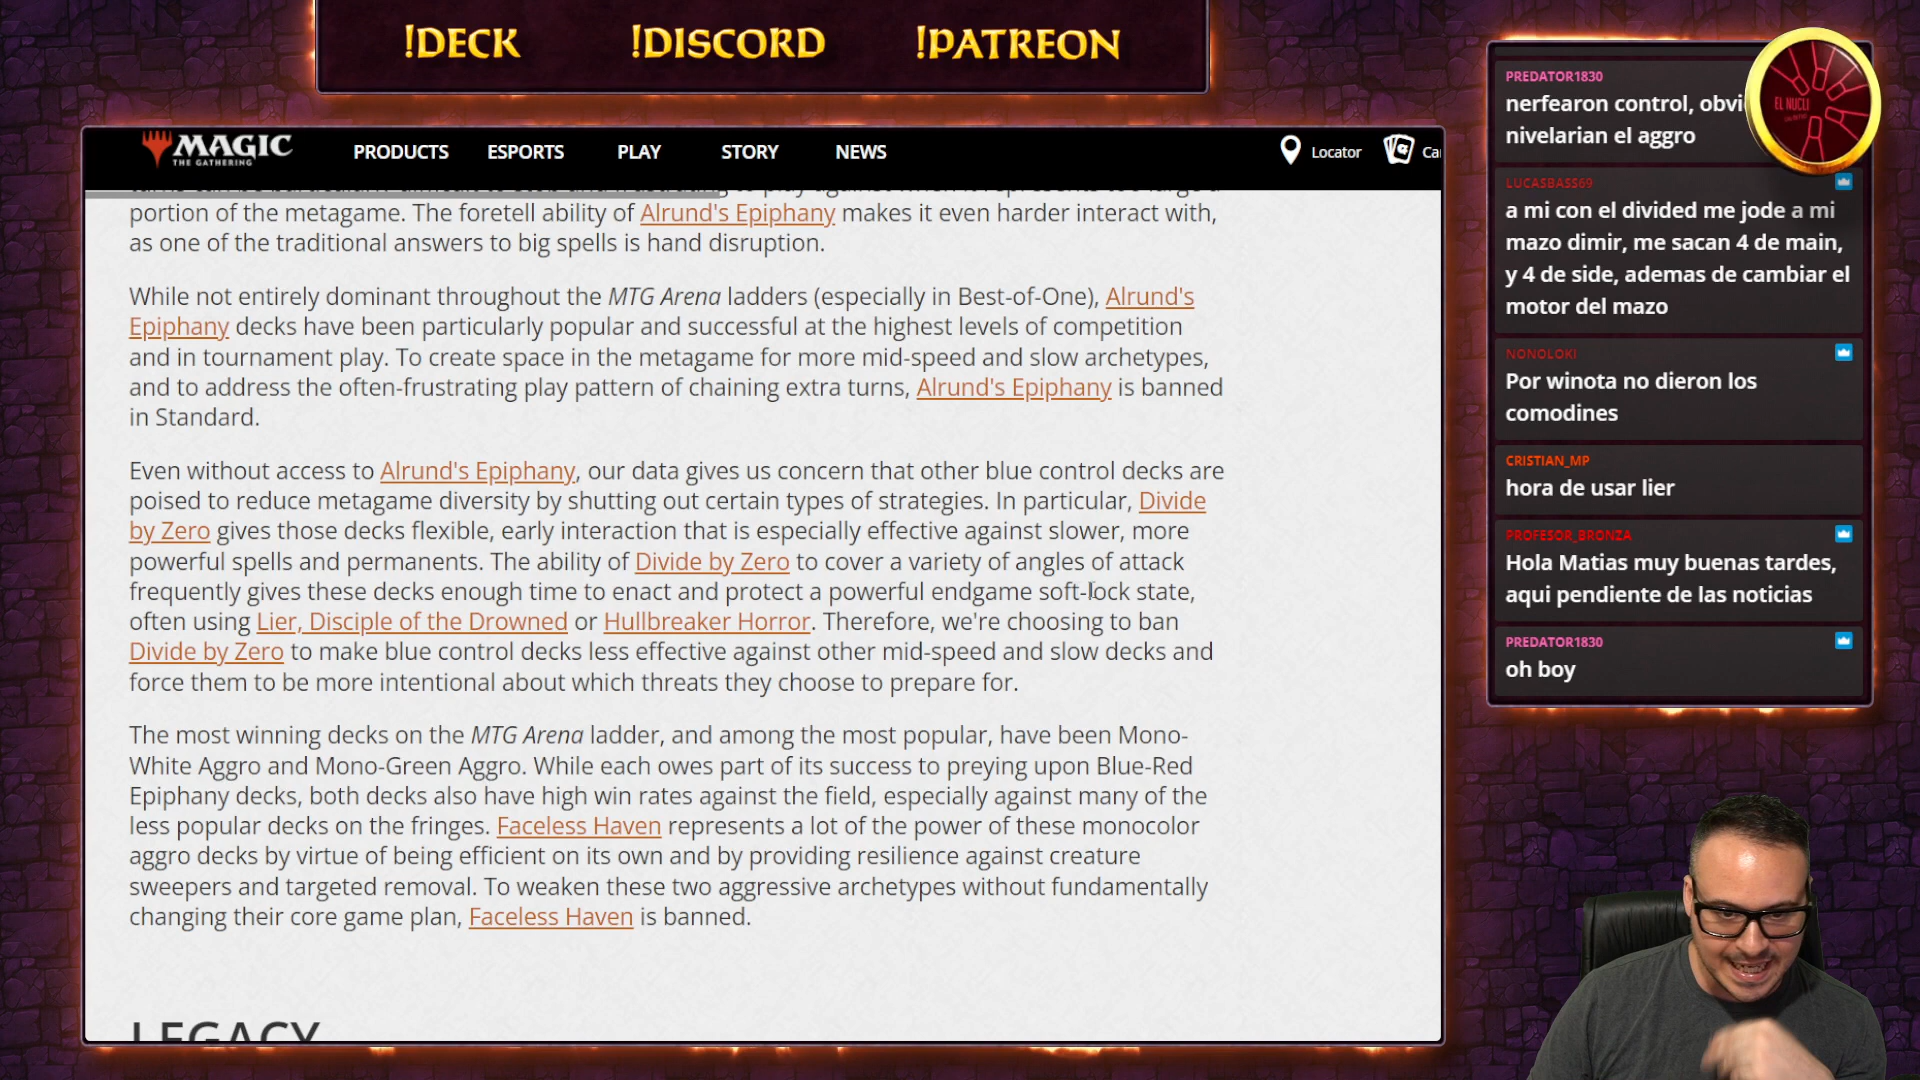 !DECK
!DISCORD
!PATREON
MAGIC
THE GATHERING
PRODUCTS
ESPORTS
PLAY
STORY
NEWS
Locator
portion of the metagame. The foretell ability of Alrund's Epiphany makes it even harder interact with,
as one of the traditional answers to big spells is hand disruption.
While not entirely dominant throughout the MTG Arena ladders (especially in Best-of-One), Alrund's
Epiphany decks have been particularly popular and successful at the highest levels of competition
and in tournament play. To create space in the metagame for more mid-speed and slow archetypes,
and to address the often-frustrating play pattern of chaining extra turns, Alrund's Epiphany is banned
in Standard.
Even without access to Alrund's Epiphany, our data gives us concern that other blue control decks are
poised to reduce metagame diversity by shutting out certain types of strategies. In particular, Divide
by Zero gives those decks flexible, early interaction that is especially effective against slower, more
powerful spells and permanents. The ability of Divide by Zero to cover a variety of angles of attack
frequently gives these decks enough time to enact and protect a powerful endgame soft-lock state,
often using Lier, Disciple of the Drowned or Hullbreaker Horror. Therefore, we're choosing to ban
Divide by Zero to make blue control decks less effective against other mid-speed and slow decks and
force them to be more intentional about which threats they choose to prepare for.
The most winning decks on the MTG Arena ladder, and among the most popular, have been Mono-
White Aggro and Mono-Green Aggro. While each owes part of its success to preying upon Blue-Red
Epiphany decks, both decks also have high win rates against the field, especially against many of the
less popular decks on the fringes. Faceless Haven represents a lot of the power of these monocolor
aggro decks by virtue of being efficient on its own and by providing resilience against creature
sweepers and targeted removal. To weaken these two aggressive archetypes without fundamentally
changing their core game plan, Faceless Haven is banned.
LEGACY
PREDATOR1830
nerfearon control, obvi
nivelarian el aggro
EL NUCLI
LUCASBASS69
a mi con el divided me jode a mi
mazo dimir, me sacan 4 de main,
y 4 de side, ademas de cambiar el
motor del mazo
NONOLOKI
Por winota no dieron los
comodines
CRISTIAN_MP
hora de usar lier
PROFESOR_BRONZA
Hola Matias muy buenas tardes,
aqui pendiente de las noticias
PREDATOR1830
oh boy